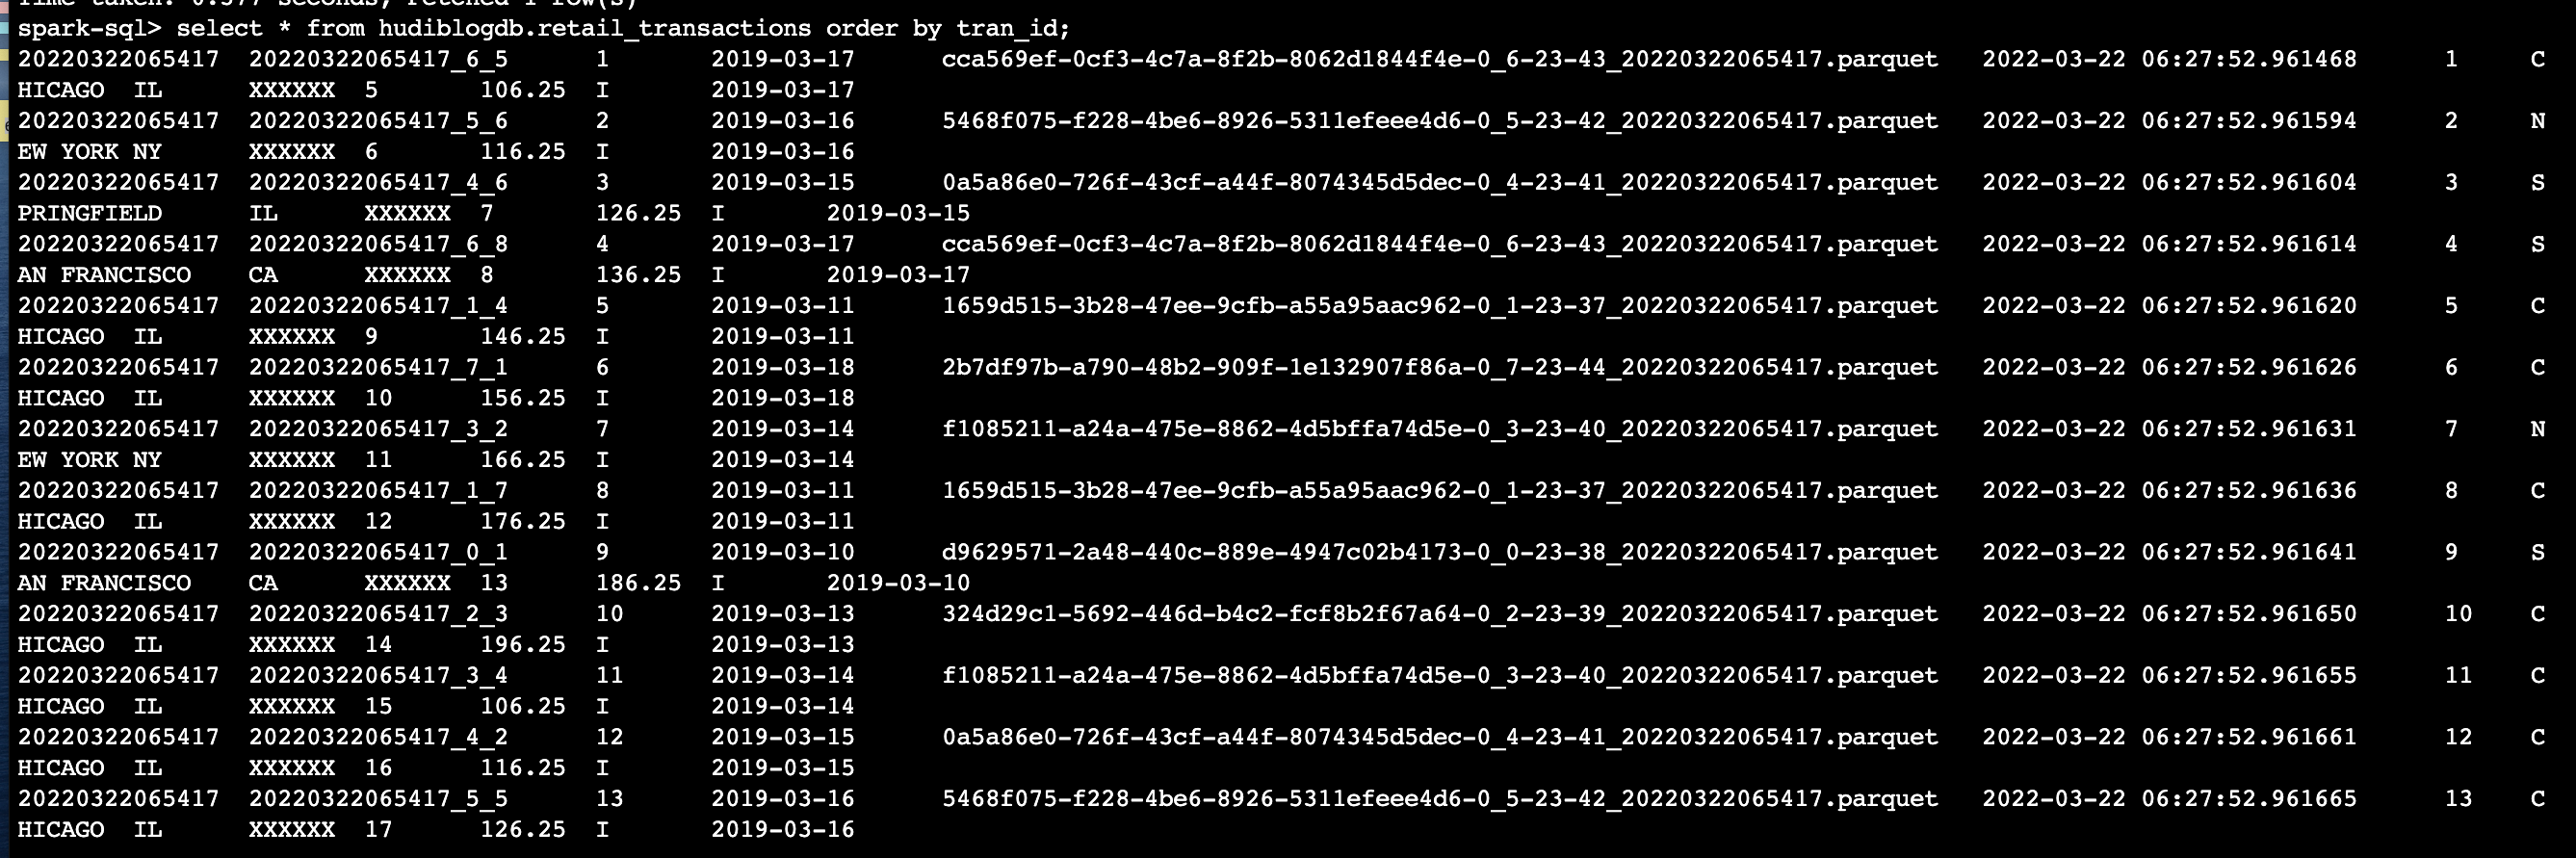 Time taken: 0.377 seconds, Fetched 1 row(s)
spark-sql> select * from hudiblogdb.retail_transactions order by tran_id;
20220322065417 20220322065417_6_5 1 2019-03-17 cca569ef-0cf3-4c7a-8f2b-8062d1844f4e-0_6-23-43_20220322065417.parquet 2022-03-22 06:27:52.961468 1 C
HICAGO IL XXXXXX 5 106.25 I 2019-03-17
20220322065417 20220322065417_5_6 2 2019-03-16 5468f075-f228-4be6-8926-5311efeee4d6-0_5-23-42_20220322065417.parquet 2022-03-22 06:27:52.961594 2 N
EW YORK NY XXXXXX 6 116.25 I 2019-03-16
20220322065417 20220322065417_4_6 3 2019-03-15 0a5a86e0-726f-43cf-a44f-8074345d5dec-0_4-23-41_20220322065417.parquet 2022-03-22 06:27:52.961604 3 S
PRINGFIELD IL XXXXXX 7 126.25 I 2019-03-15
20220322065417 20220322065417_6_8 4 2019-03-17 cca569ef-0cf3-4c7a-8f2b-8062d1844f4e-0_6-23-43_20220322065417.parquet 2022-03-22 06:27:52.961614 4 S
AN FRANCISCO CA XXXXXX 8 136.25 I 2019-03-17
20220322065417 20220322065417_1_4 5 2019-03-11 1659d515-3b28-47ee-9cfb-a55a95aac962-0_1-23-37_20220322065417.parquet 2022-03-22 06:27:52.961620 5 C
HICAGO IL XXXXXX 9 146.25 I 2019-03-11
20220322065417 20220322065417_7_1 6 2019-03-18 2b7df97b-a790-48b2-909f-1e132907f86a-0_7-23-44_20220322065417.parquet 2022-03-22 06:27:52.961626 6 C
HICAGO IL XXXXXX 10 156.25 I 2019-03-18
20220322065417 20220322065417_3_2 7 2019-03-14 f1085211-a24a-475e-8862-4d5bffa74d5e-0_3-23-40_20220322065417.parquet 2022-03-22 06:27:52.961631 7 N
EW YORK NY XXXXXX 11 166.25 I 2019-03-14
20220322065417 20220322065417_1_7 8 2019-03-11 1659d515-3b28-47ee-9cfb-a55a95aac962-0_1-23-37_20220322065417.parquet 2022-03-22 06:27:52.961636 8 C
HICAGO IL XXXXXX 12 176.25 I 2019-03-11
20220322065417 20220322065417_0_1 9 2019-03-10 d9629571-2a48-440c-889e-4947c02b4173-0_0-23-38_20220322065417.parquet 2022-03-22 06:27:52.961641 9 S
AN FRANCISCO CA XXXXXX 13 186.25 I 2019-03-10
20220322065417 20220322065417_2_3 10 2019-03-13 324d29c1-5692-446d-b4c2-fcf8b2f67a64-0_2-23-39_20220322065417.parquet 2022-03-22 06:27:52.961650 10 C
HICAGO IL XXXXXX 14 196.25 I 2019-03-13
20220322065417 20220322065417_3_4 11 2019-03-14 f1085211-a24a-475e-8862-4d5bffa74d5e-0_3-23-40_20220322065417.parquet 2022-03-22 06:27:52.961655 11 C
HICAGO IL XXXXXX 15 106.25 I 2019-03-14
20220322065417 20220322065417_4_2 12 2019-03-15 0a5a86e0-726f-43cf-a44f-8074345d5dec-0_4-23-41_20220322065417.parquet 2022-03-22 06:27:52.961661 12 C
HICAGO IL XXXXXX 16 116.25 I 2019-03-15
20220322065417 20220322065417_5_5 13 2019-03-16 5468f075-f228-4be6-8926-5311efeee4d6-0_5-23-42_20220322065417.parquet 2022-03-22 06:27:52.961665 13 C
HICAGO IL XXXXXX 17 126.25 I 2019-03-16